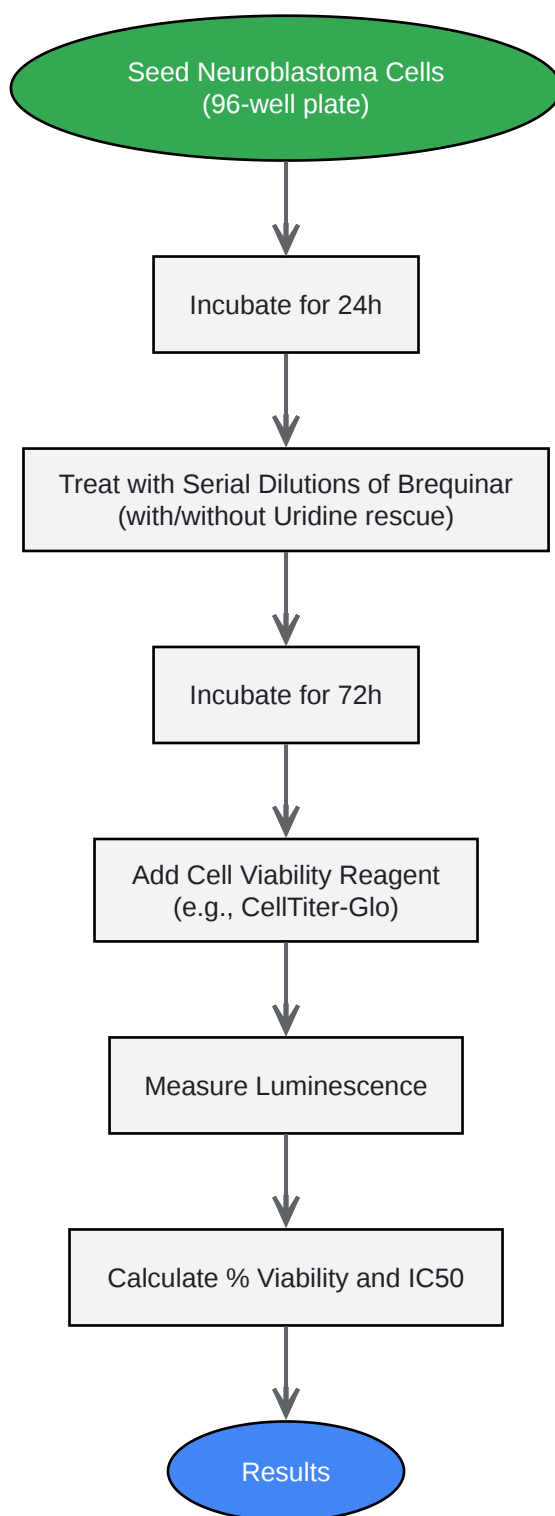 Seed Neuroblastoma Cells
(96-well plate)
Incubate for 24h
Treat with Serial Dilutions of Brequinar
(with/without Uridine rescue)
Incubate for 72h
Add Cell Viability Reagent
(e.g., CellTiter-Glo)
Measure Luminescence
Calculate % Viability and IC50
Results